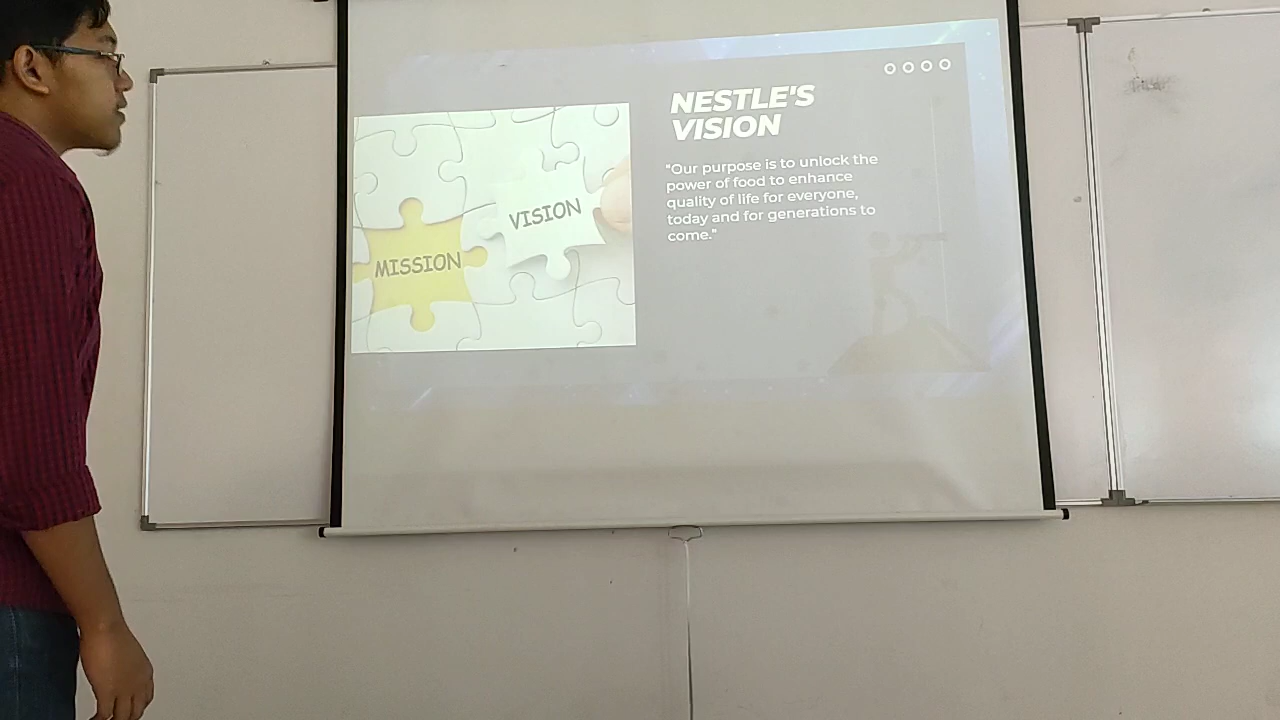 NESTLE'S
VISION
"Our purpose is to unlock the
power of food to enhance
quality of life for everyone,
today and for generations to
come."
VISION
MISSION